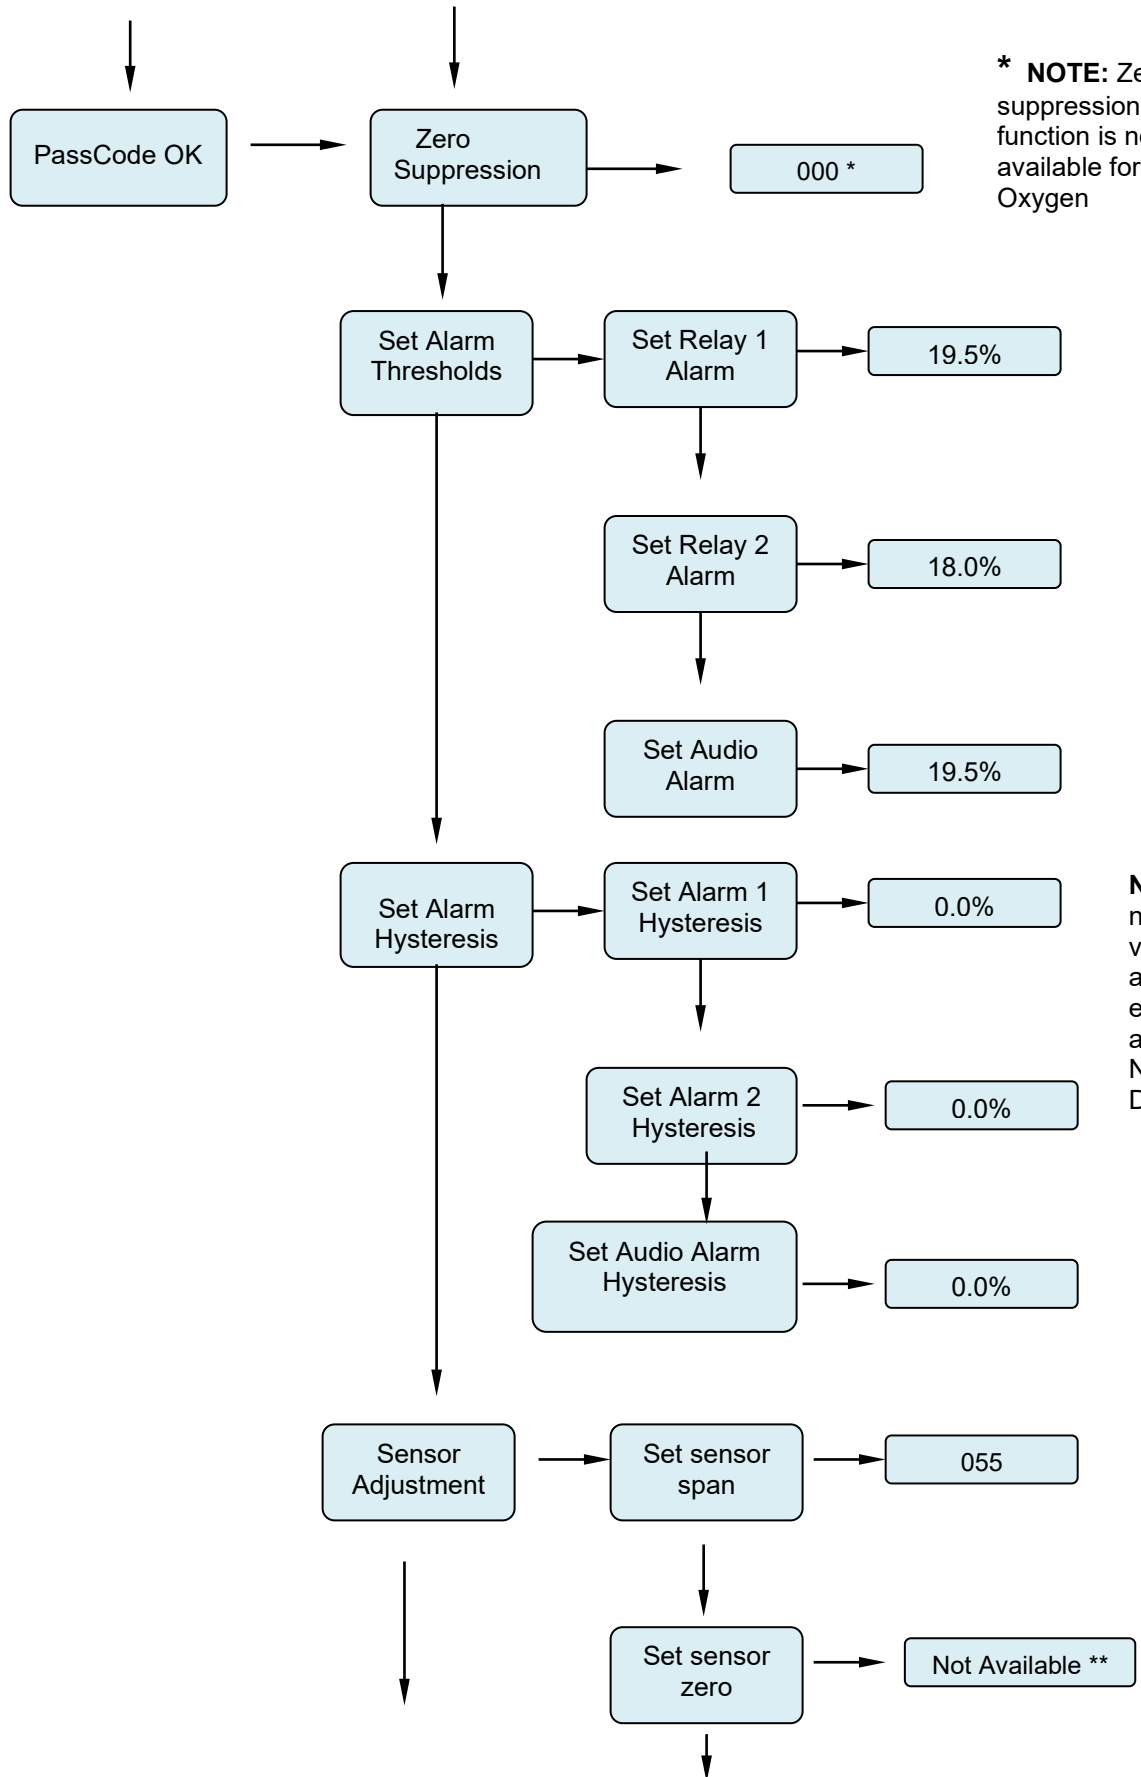 * NOTE: Ze
suppression
function is n
available for
Oxygen
PassCode OK
Zero
Suppression
000 *
Set Alarm
Thresholds
Set Relay 1
Alarm
19.5%
Set Relay 2
Alarm
18.0%
Set Audio
Alarm
19.5%
Set Alarm
Hysteresis
Set Alarm 1
Hysteresis
0.0%
Set Alarm 2
Hysteresis
0.0%
Set Audio Alarm
Hysteresis
0.0%
Sensor
Adjustment
Set sensor
span
055
Set sensor
zero
Not Available **